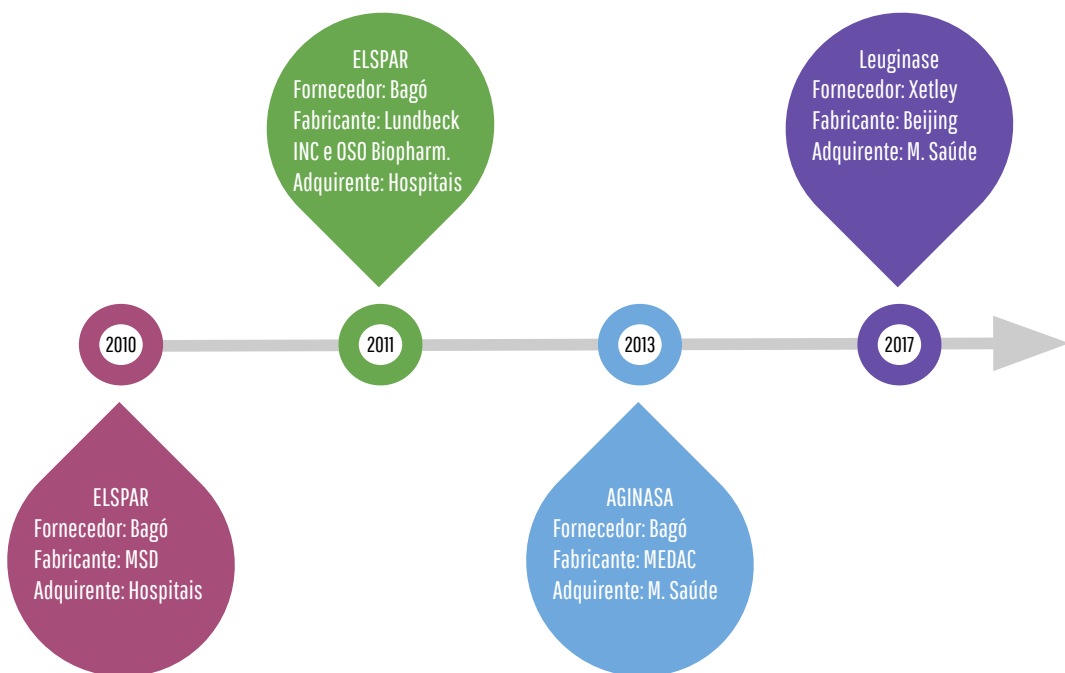 ELSPAR
Fornecedor: Bagó
Fabricante: Lundbeck
INC e OSO Biopharm.
Adquirente: Hospitais
Leuginase
Fornecedor: Xetley
Fabricante: Beijing
Adquirente: M. Saúde
2010
2011
2013
2017
ELSPAR
Fornecedor: Bagó
Fabricante: MSD
Adquirente: Hospitais
AGINASA
Fornecedor: Bagó
Fabricante: MEDAC
Adquirente: M. Saúde